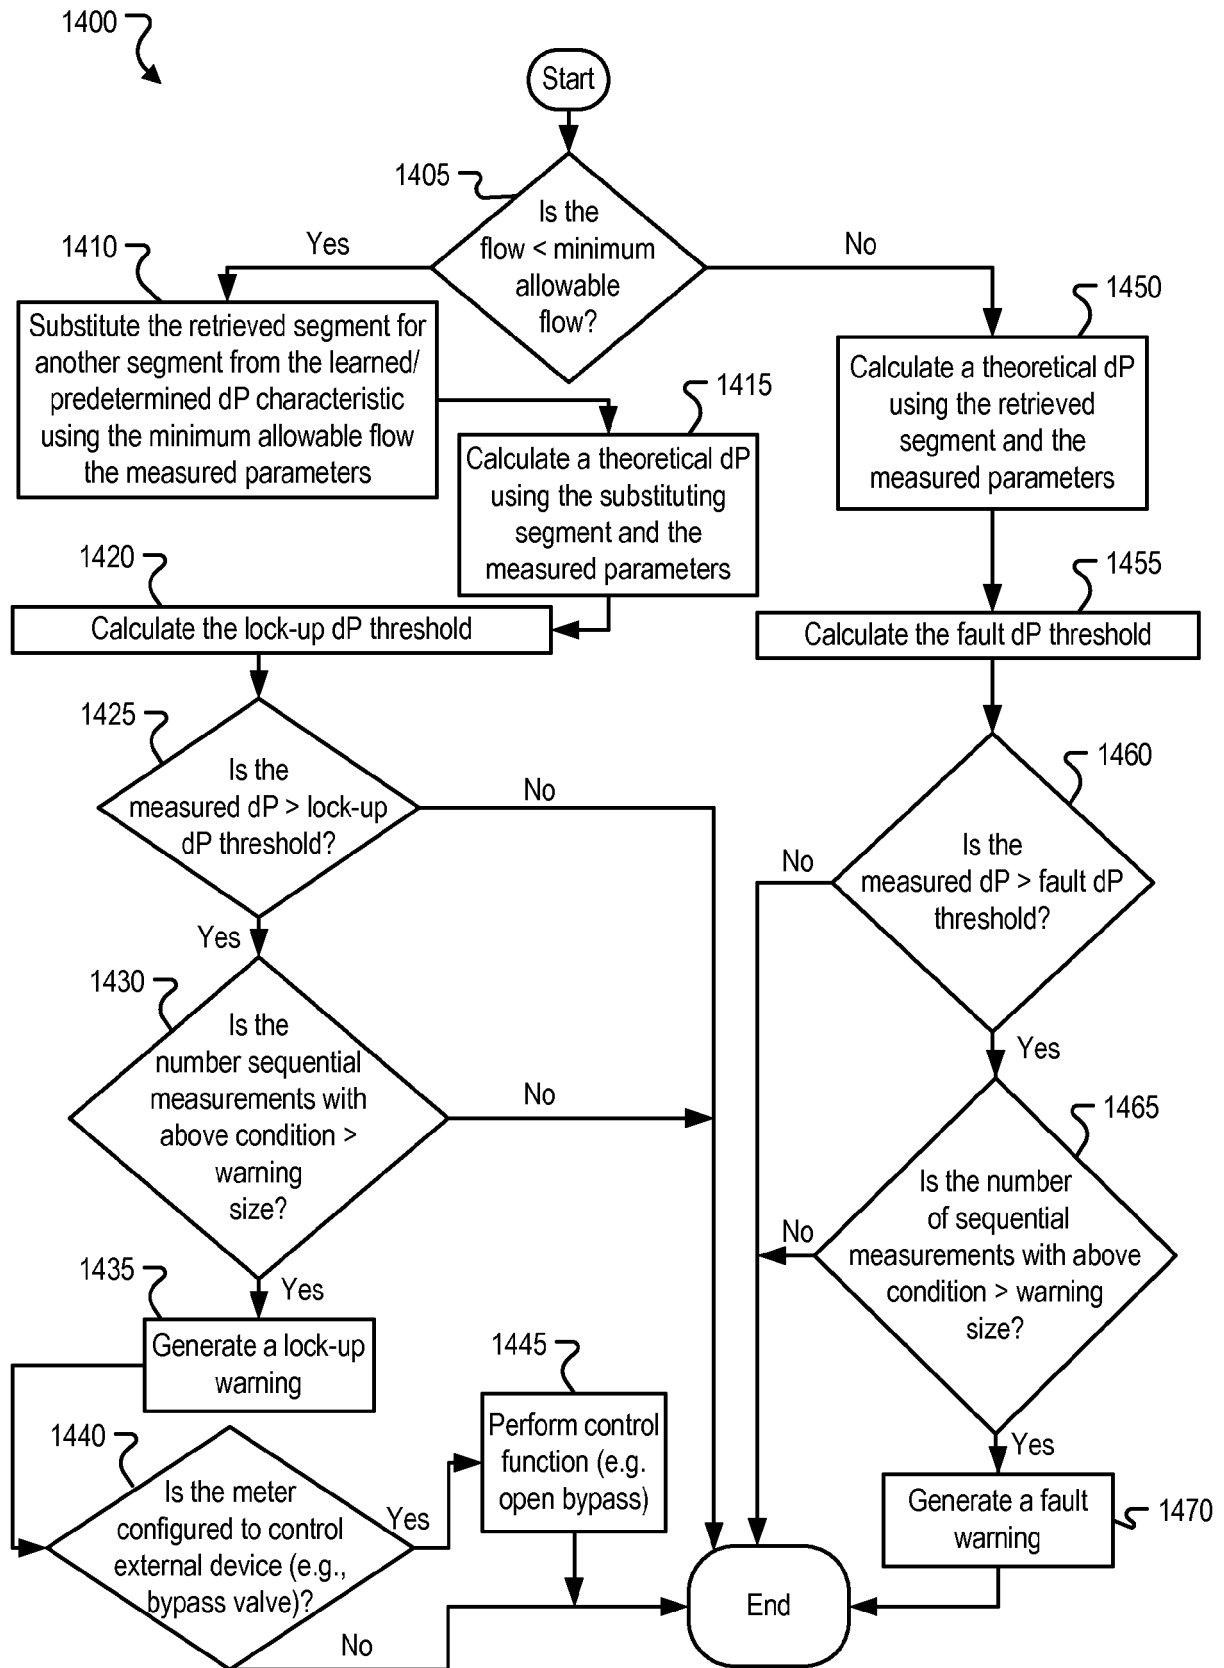 1400
Start
1405
Is the
flow < minimum
allowable
flow?
Yes
No
1410
Substitute the retrieved segment for
another segment from the learned/
predetermined dP characteristic
using the minimum allowable flow
the measured parameters
1415
Calculate a theoretical dP
using the substituting
segment and the
measured parameters
1450
Calculate a theoretical dP
using the retrieved
segment and the
measured parameters
1420
Calculate the lock-up dP threshold
1455
Calculate the fault dP threshold
1425
Is the
measured dP > lock-up
dP threshold?
No
Yes
1460
Is the
measured dP > fault dP
threshold?
No
Yes
1430
Is the
number sequential
measurements with
above condition >
warning
size?
No
Yes
1465
Is the number
of sequential
measurements with above
condition > warning
size?
No
Yes
1435
Generate a lock-up
warning
1440
Is the meter
configured to control
external device (e.g.,
bypass valve)?
Yes
No
1445
Perform control
function (e.g.
open bypass)
1470
Generate a fault
warning
End